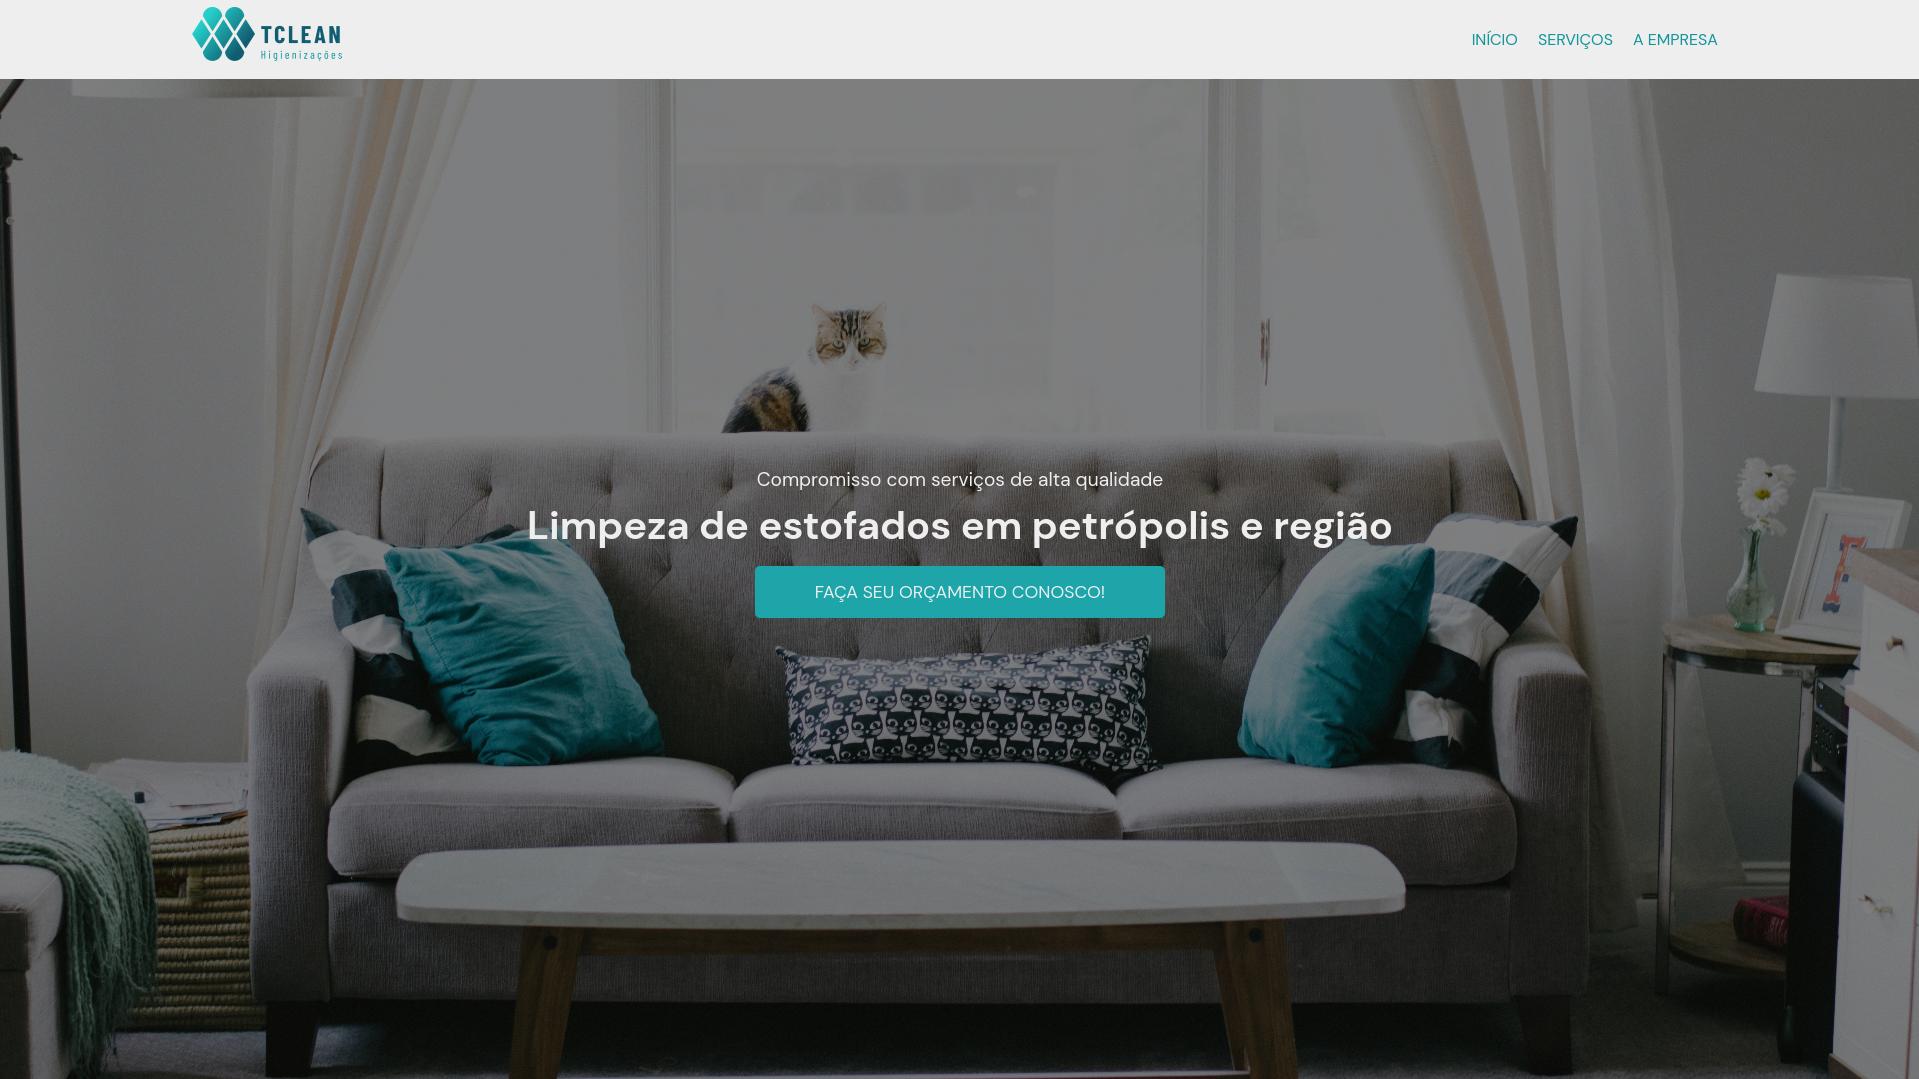 TCLEAN
Higienizações
INÍCIO SERVIÇOS A EMPRESA
Compromisso com serviços de alta qualidade
Limpeza de estofados em petrópolis e região
FAÇA SEU ORÇAMENTO CONOSCO!